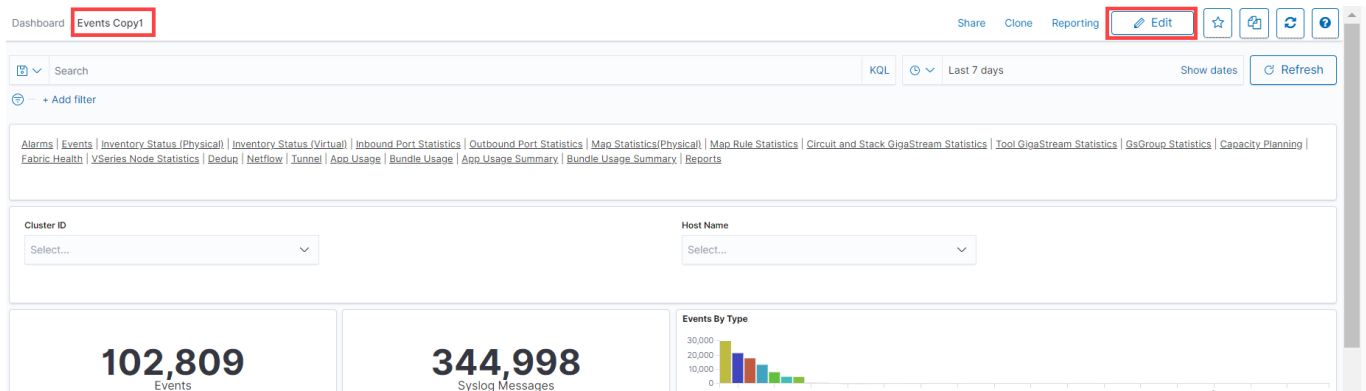 Dashboard Events Copy1 Share Clone Reporting Edit
Search KQL Last 7 days Show dates Refresh
+ Add filter
Alarms | Events | Inventory Status (Physical) | Inventory Status (Virtual) | Inbound Port Statistics | Outbound Port Statistics | Map Statistics(Physical) | Map Rule Statistics | Circuit and Stack GigaStream Statistics | Tool GigaStream Statistics | GsGroup Statistics | Capacity Planning |
Fabric Health | VSeries Node Statistics | Dedup | Netflow | Tunnel | App Usage | Bundle Usage | App Usage Summary | Bundle Usage Summary | Reports
Cluster ID Host Name
Select... Select...
Events By Type
102,809 344,998
Events Syslog Messages
30,000
20,000
10,000
0